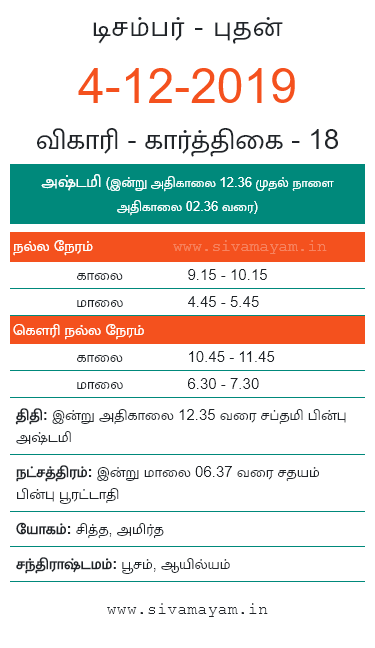 டிசம்பர் - புதன்
4-12-2019
விகாரி - கார்த்திகை - 18
அஷ்டமி (இன்று அதிகாலை 12.36 முதல் நாளை
அதிகாலை 02.36 வரை)
நல்ல நேரம் www.sivamayam.in
காலை 9.15 - 10.15
மாலை 4.45 - 5.45
கௌரி நல்ல நேரம்
காலை 10.45 - 11.45
மாலை 6.30 - 7.30
திதி: இன்று அதிகாலை 12.35 வரை சப்தமி பின்பு
அஷ்டமி
நட்சத்திரம்: இன்று மாலை 06.37 வரை சதயம்
பின்பு பூரட்டாதி
யோகம்: சித்த, அமிர்த
சந்திராஷ்டமம்: பூசம், ஆயில்யம்
www.sivamayam.in